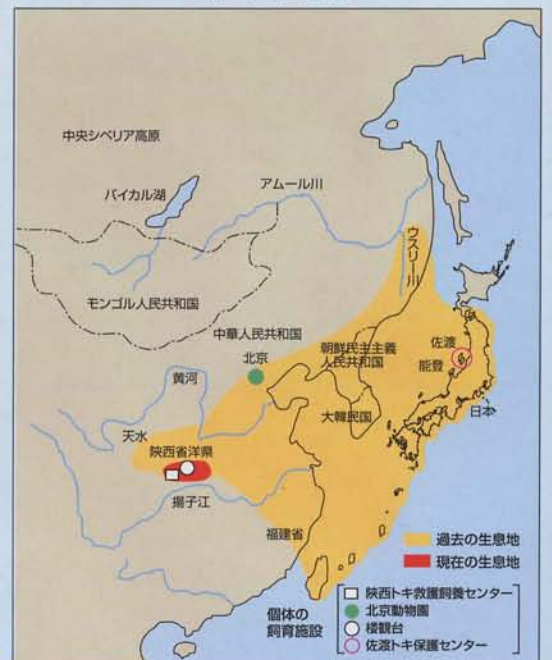 中央シベリア高原
バイカル湖
アムール川
ウスリー川
モンゴル人民共和国
中華人民共和国
北京
朝鮮民主主義
人民共和国
佐渡
能登
黄河
大韓民国
日本
天水
陝西省洋県
揚子江
福建省
過去の生息地
現在の生息地
個体の
飼育施設
陝西トキ救護飼養センター
北京動物園
楼観台
佐渡トキ保護センター